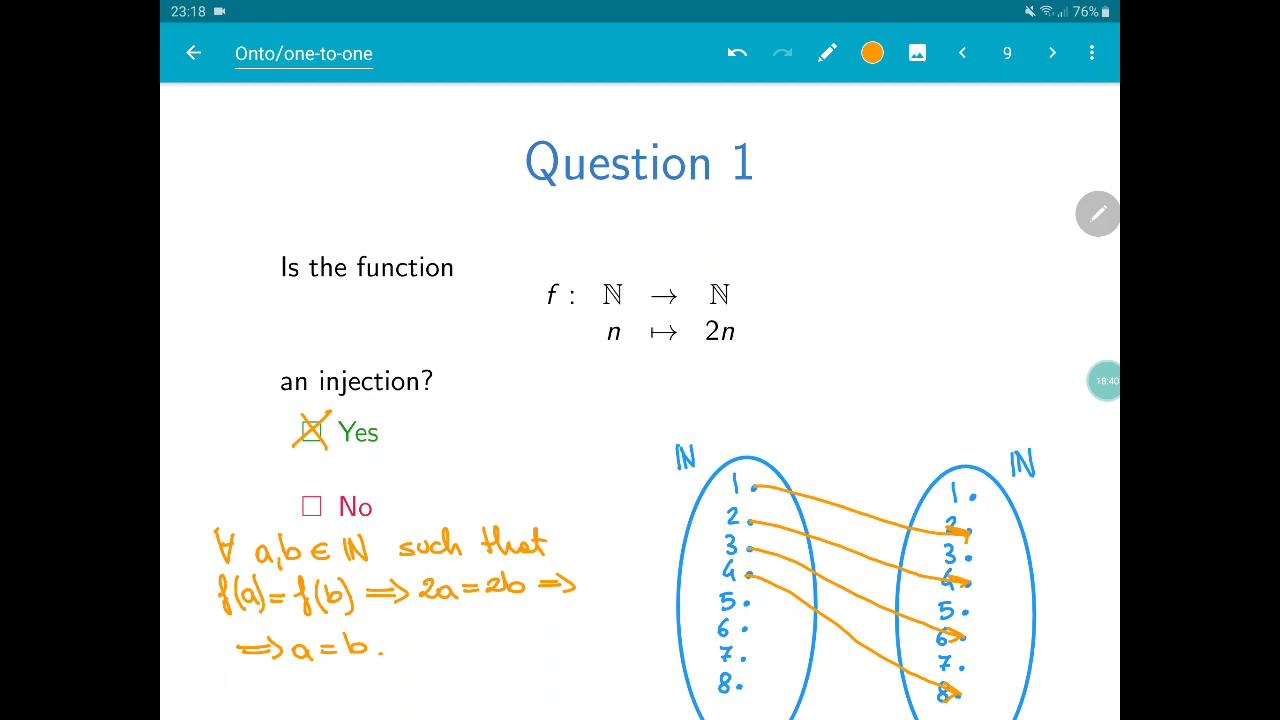 23:18 76%
Onto/one-to-one 9
Question 1
Is the function
f : ℕ → ℕ
n ↦ 2n
an injection?
18:40
Yes
No
∀ a,b ∈ ℕ such that
f(a) = f(b) ⟹ 2a = 2b ⟹
⟹ a = b .
ℕ
1
2
3
4
5
6
7
8
ℕ
1
2
3
4
5
6
7
8